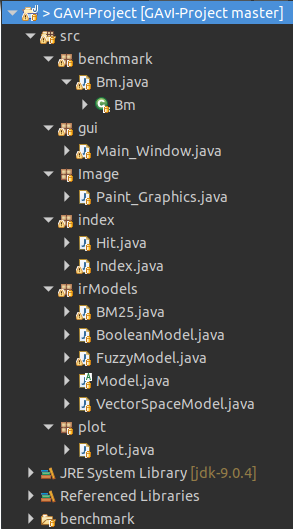 > GAvI-Project [GAvI-Project master]
src
benchmark
Bm.java
Bm
gui
Main_Window.java
Image
Paint_Graphics.java
index
Hit.java
Index.java
irModels
BM25.java
BooleanModel.java
FuzzyModel.java
Model.java
VectorSpaceModel.java
plot
Plot.java
JRE System Library [jdk-9.0.4]
Referenced Libraries
benchmark